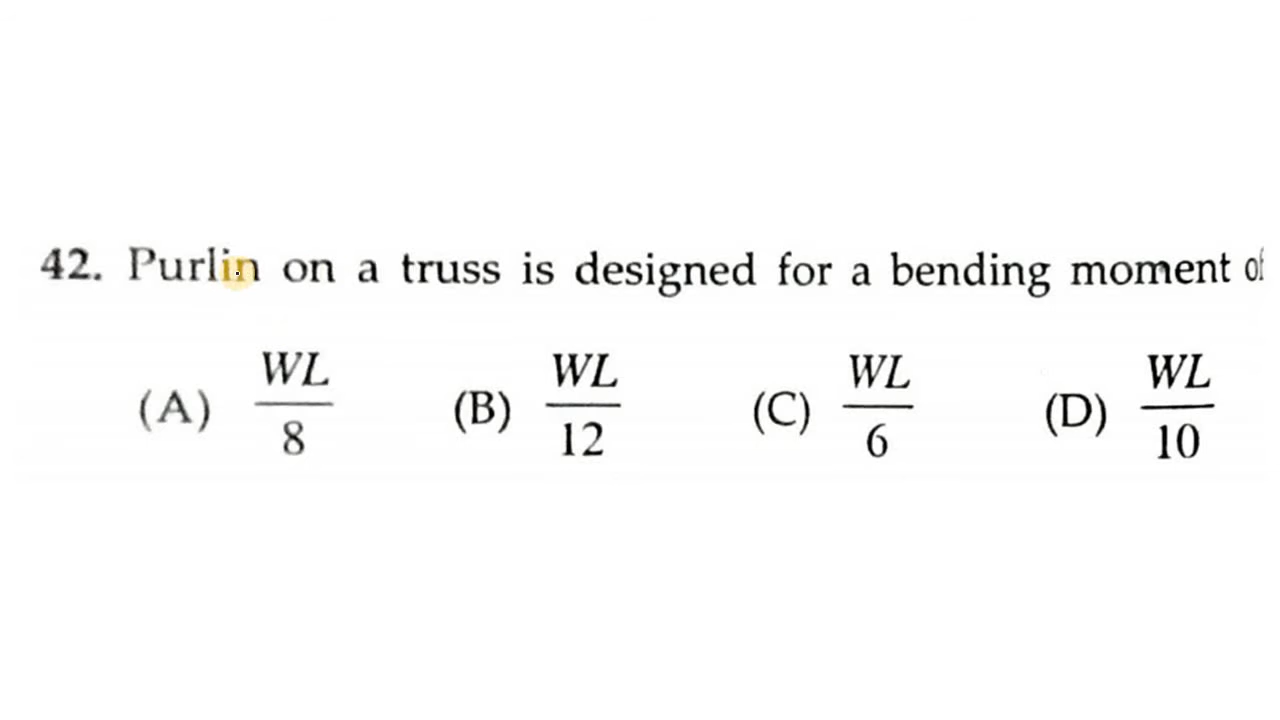 42. Purlin on a truss is designed for a bending moment of
(A) WL/8 (B) WL/12 (C) WL/6 (D) WL/10